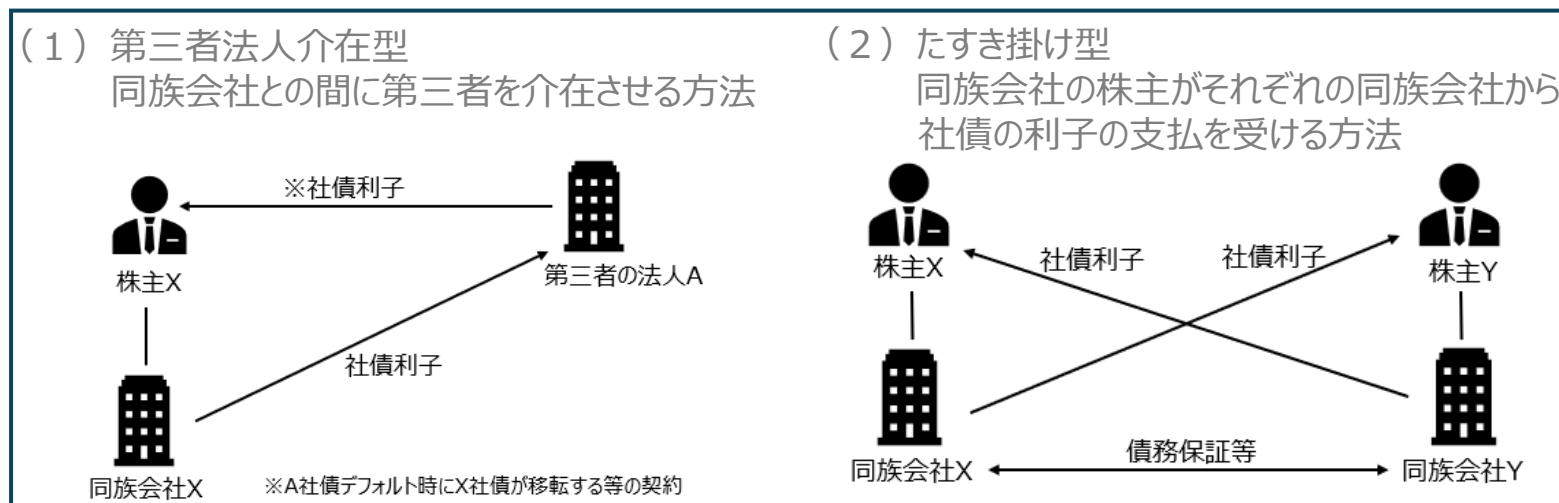 （１）第三者法人介在型
同族会社との間に第三者を介在させる方法
※社債利子
株主X
第三者の法人A
社債利子
同族会社X
※A社債デフォルト時にX社債が移転する等の契約
（２）たすき掛け型
同族会社の株主がそれぞれの同族会社から
社債の利子の支払を受ける方法
株主X
社債利子
社債利子
株主Y
債務保証等
同族会社X
同族会社Y